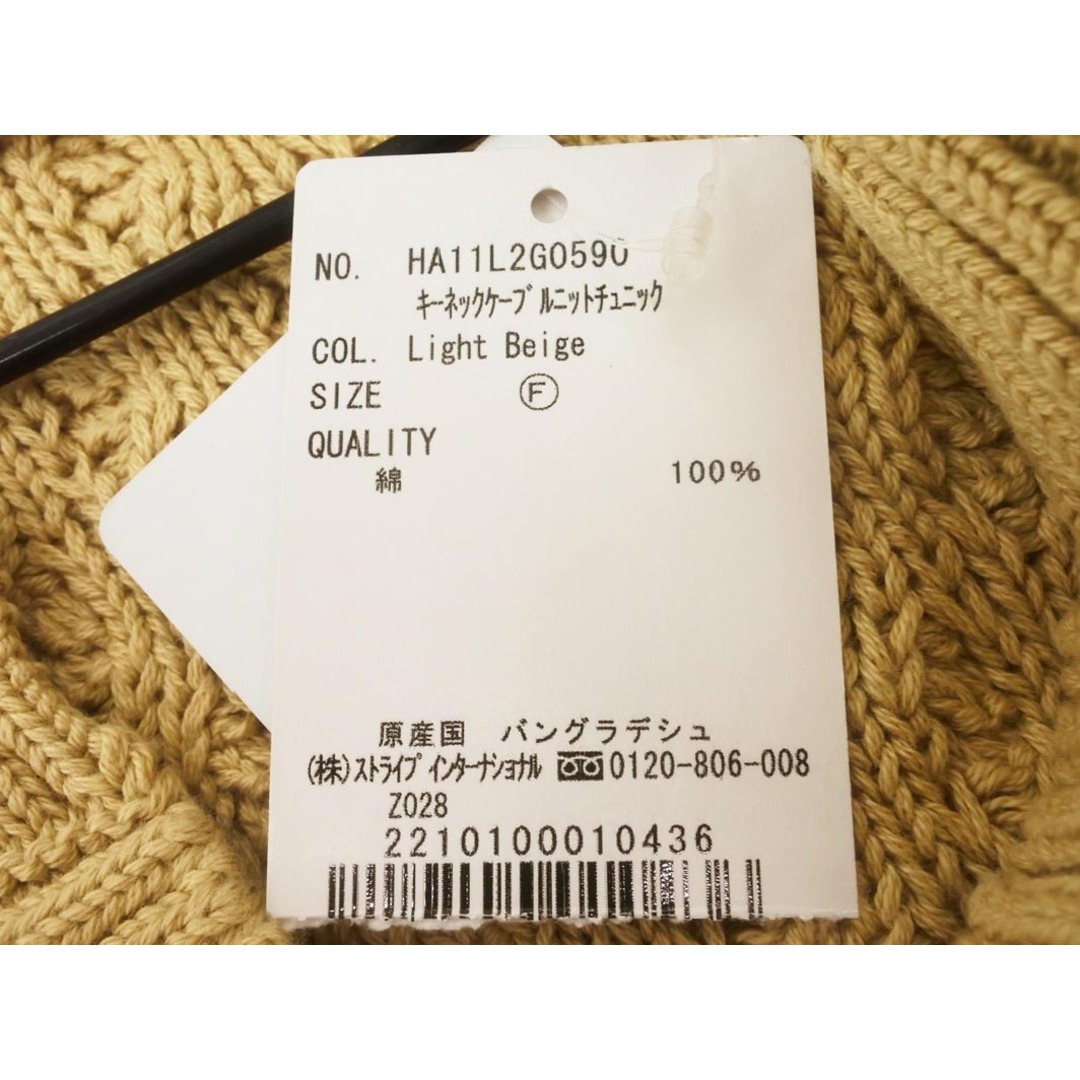 NO. HA11L2G0590
キーネックケーブルニットチュニック
COL. Light Beige
SIZE Ⓕ
QUALITY
綿 100%
原産国 バングラデシュ
(株)ストライプインターナショナル 0120-806-008
Z028
2210100010436